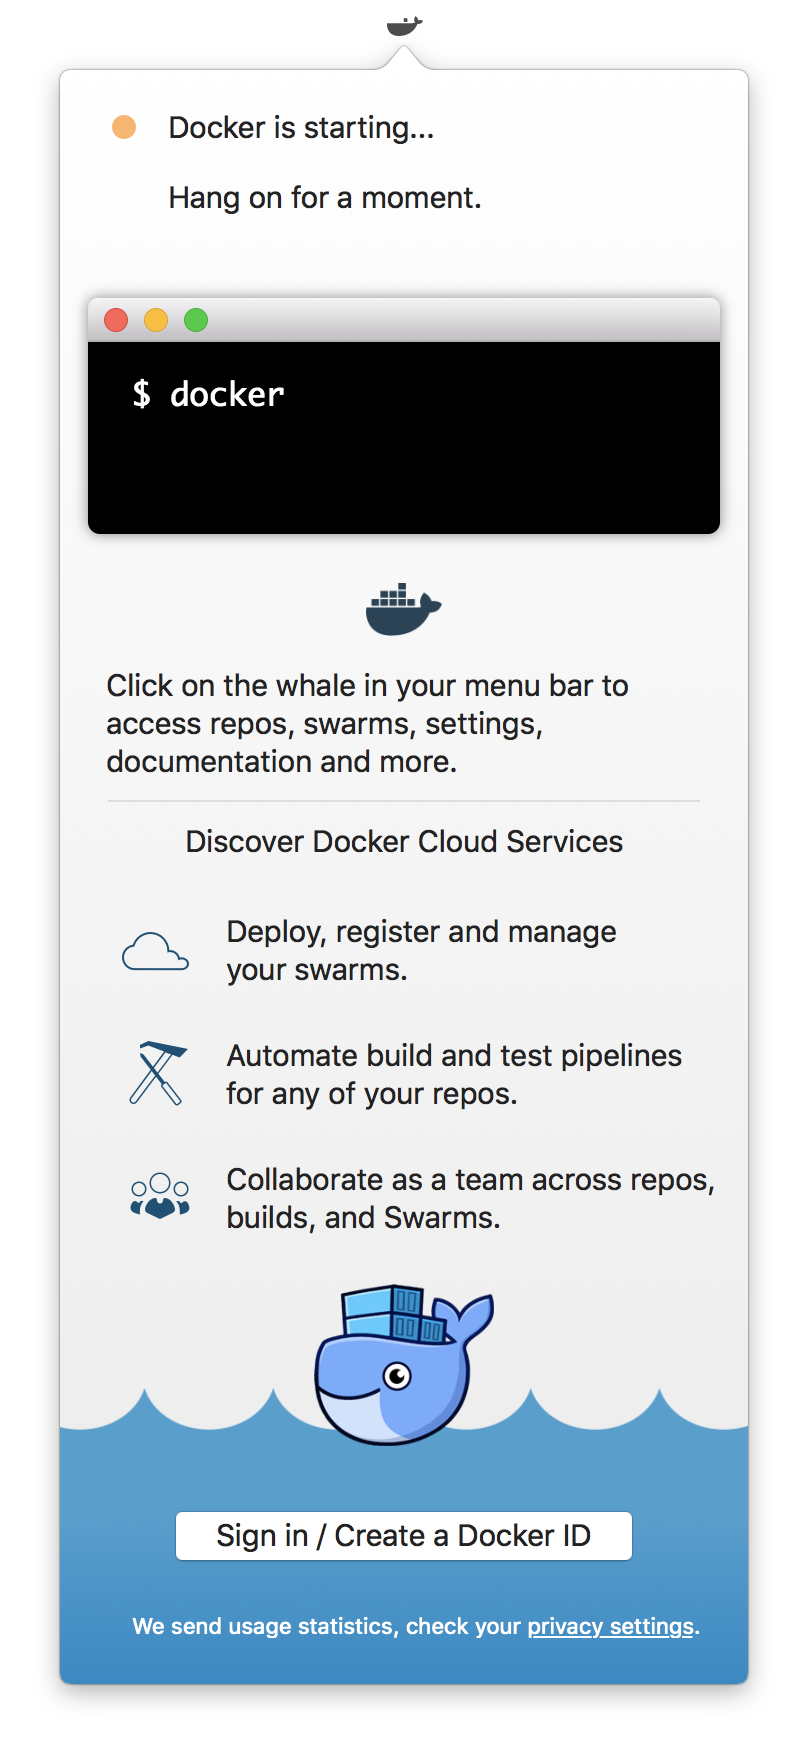 Docker is starting...
Hang on for a moment.
$ docker
Click on the whale in your menu bar to
access repos, swarms, settings,
documentation and more.
Discover Docker Cloud Services
Deploy, register and manage
your swarms.
Automate build and test pipelines
for any of your repos.
Collaborate as a team across repos,
builds, and Swarms.
Sign in / Create a Docker ID
We send usage statistics, check your privacy settings.